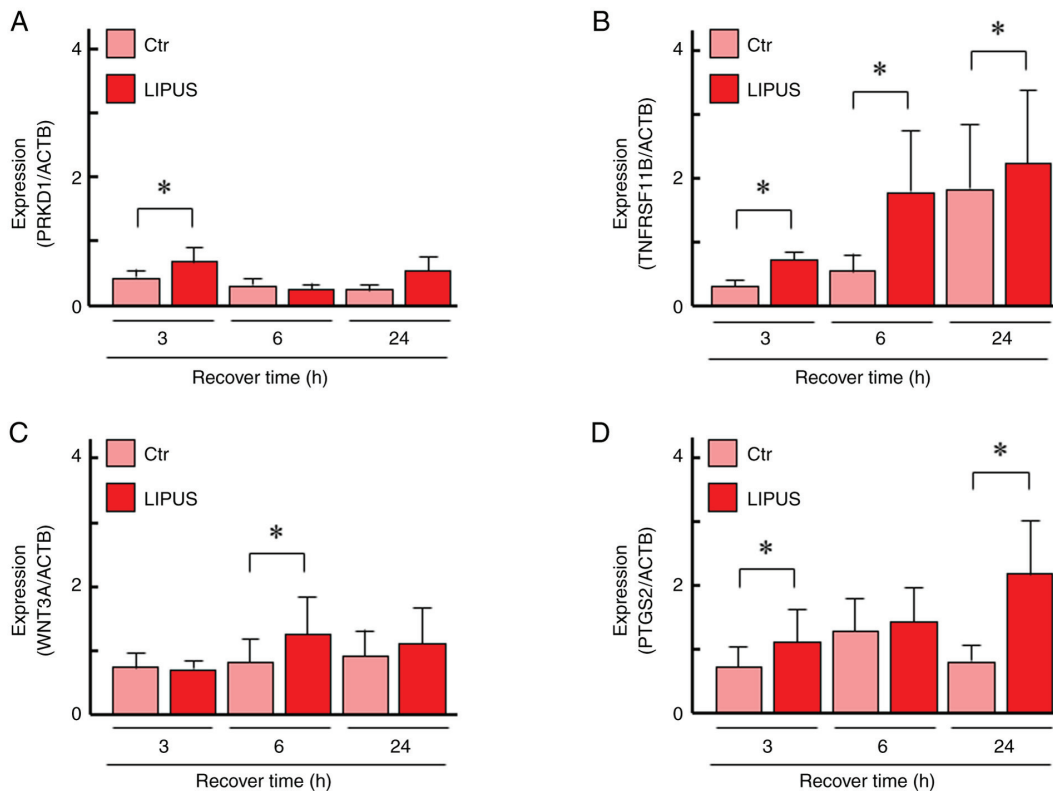 A
Ctr
LIPUS
Expression
(PRKD1/ACTB)
4
2
0
*
3 6 24
Recover time (h)
B
Ctr
LIPUS
Expression
(TNFRSF11B/ACTB)
4
2
0
* * *
3 6 24
Recover time (h)
C
Ctr
LIPUS
Expression
(WNT3A/ACTB)
4
2
0
*
3 6 24
Recover time (h)
D
Ctr
LIPUS
Expression
(PTGS2/ACTB)
4
2
0
* *
3 6 24
Recover time (h)